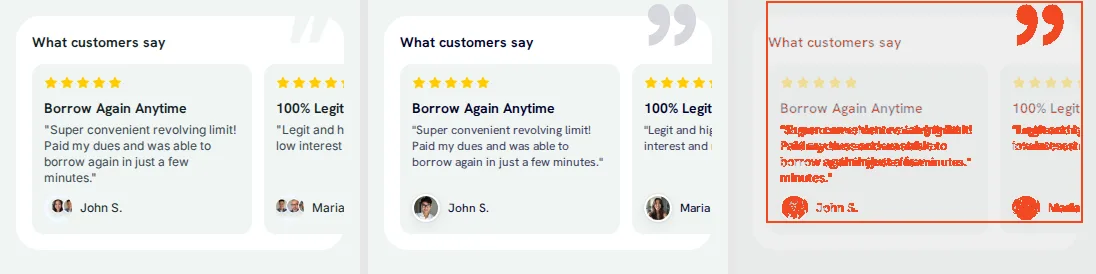 What customers say
Borrow Again Anytime
"Super convenient revolving limit!
Paid my dues and was able to
borrow again in just a few
minutes."
John S.
100% Legit
"Legit and h
low interest
Maria
What customers say
Borrow Again Anytime
"Super convenient revolving limit!
Paid my dues and was able to
borrow again in just a few minutes."
John S.
100% Legit
"Legit and hig
interest and
Maria
What customers say
Borrow Again Anytime
minutes."
John S.
100% Legit
Maria